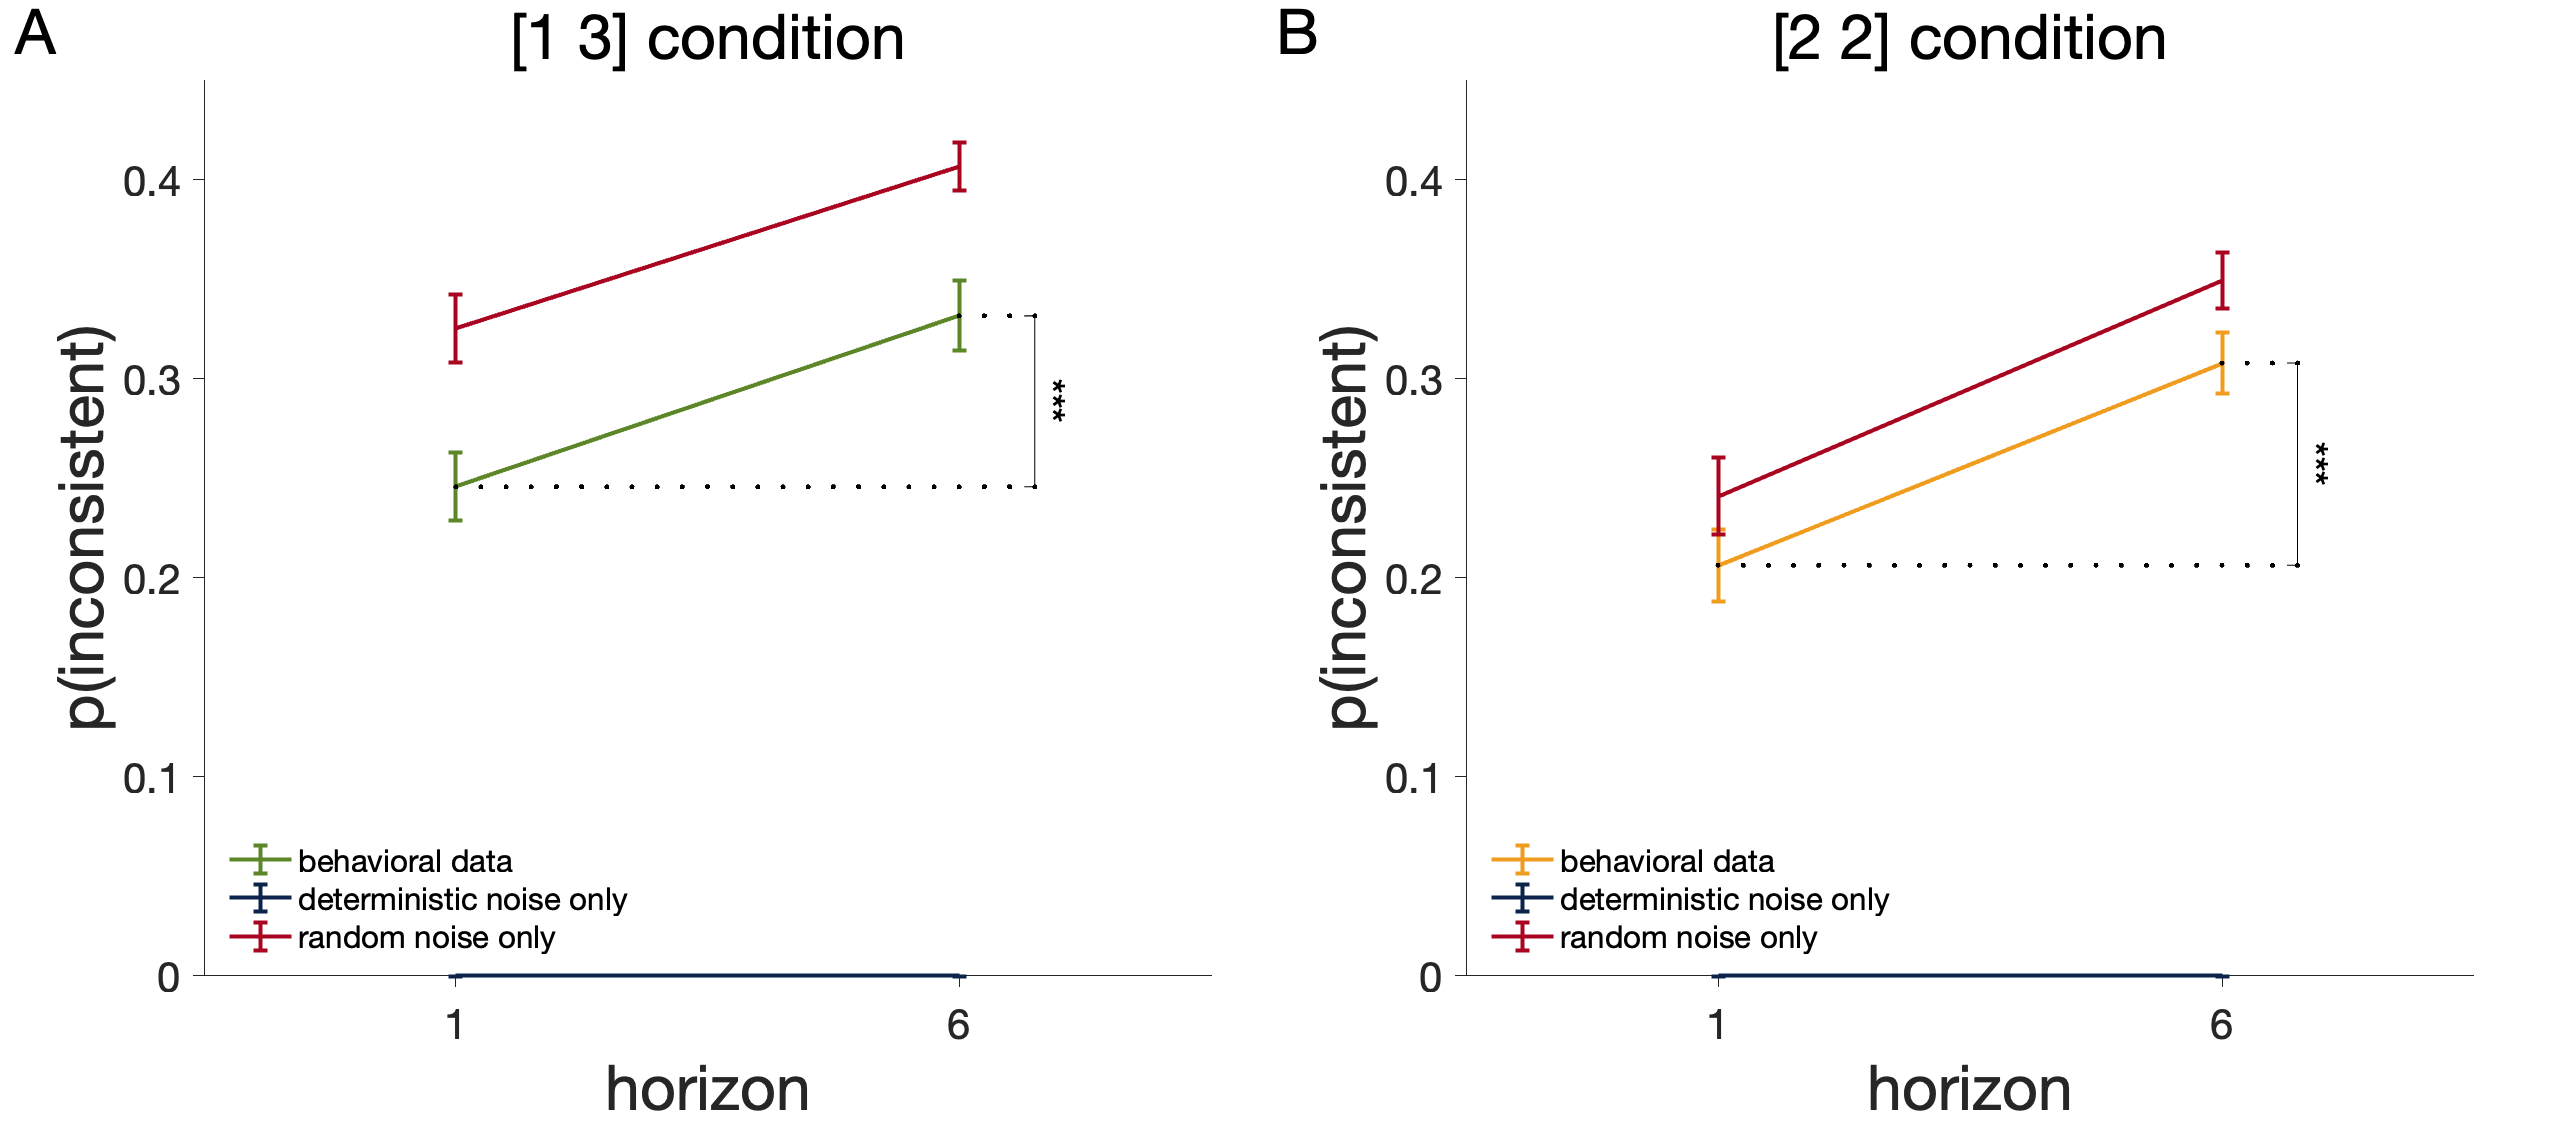 A
[1 3] condition
p(inconsistent)
0.4
0.3
0.2
0.1
0
***
behavioral data
deterministic noise only
random noise only
1
6
horizon
B
[2 2] condition
p(inconsistent)
0.4
0.3
0.2
0.1
0
***
behavioral data
deterministic noise only
random noise only
1
6
horizon